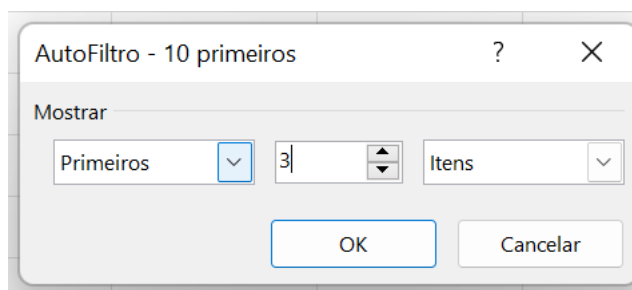 AutoFiltro - 10 primeiros ?
Mostrar
Primeiros 3 Itens
OK Cancelar